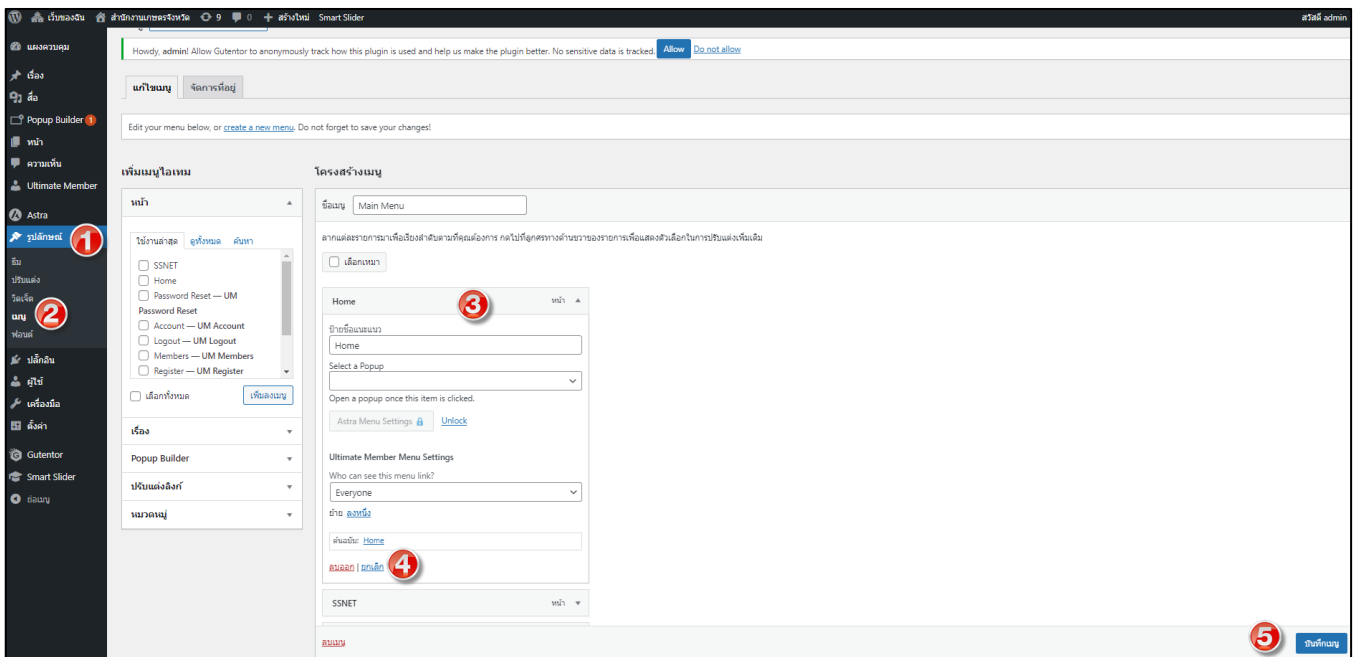 เว็บของฉัน สำนักงานเกษตรจังหวัด 9 0 + สร้างใหม่ Smart Slider สวัสดี admin
แผงควบคุม
เรื่อง
สื่อ
Popup Builder 1
หน้า
ความเห็น
Ultimate Member
Astra
รูปลักษณ์ 1
ธีม
ปรับแต่ง
วิดเจ็ต
เมนู 2
ฟอนต์
ปลั๊กอิน
ผู้ใช้
เครื่องมือ
ตั้งค่า
Gutentor
Smart Slider
ย่อเมนู
Howdy, admin! Allow Gutentor to anonymously track how this plugin is used and help us make the plugin better. No sensitive data is tracked. Allow Do not allow
แก้ไขเมนู จัดการที่อยู่
Edit your menu below, or create a new menu. Do not forget to save your changes!
เพิ่มเมนูไอเทม
หน้า
ใช้งานล่าสุด ดูทั้งหมด ค้นหา
SSNET
Home
Password Reset — UM
Password Reset
Account — UM Account
Logout — UM Logout
Members — UM Members
Register — UM Register
เลือกทั้งหมด เพิ่มลงเมนู
เรื่อง
Popup Builder
ปรับแต่งลิงก์
หมวดหมู่
โครงสร้างเมนู
ชื่อเมนู Main Menu
ลากแต่ละรายการมาเพื่อเรียงลำดับตามที่คุณต้องการ กดไปที่ลูกศรทางด้านขวาของรายการเพื่อแสดงตัวเลือกในการปรับแต่งเพิ่มเติม
เลือกเหมา
Home 3 หน้า
ป้ายชื่อแนะแนว
Home
Select a Popup
Open a popup once this item is clicked.
Astra Menu Settings Unlock
Ultimate Member Menu Settings
Who can see this menu link?
Everyone
ย้าย ลงหนึ่ง
ต้นฉบับ: Home
ลบออก | ยกเลิก 4
SSNET หน้า
ลบเมนู 5 บันทึกเมนู